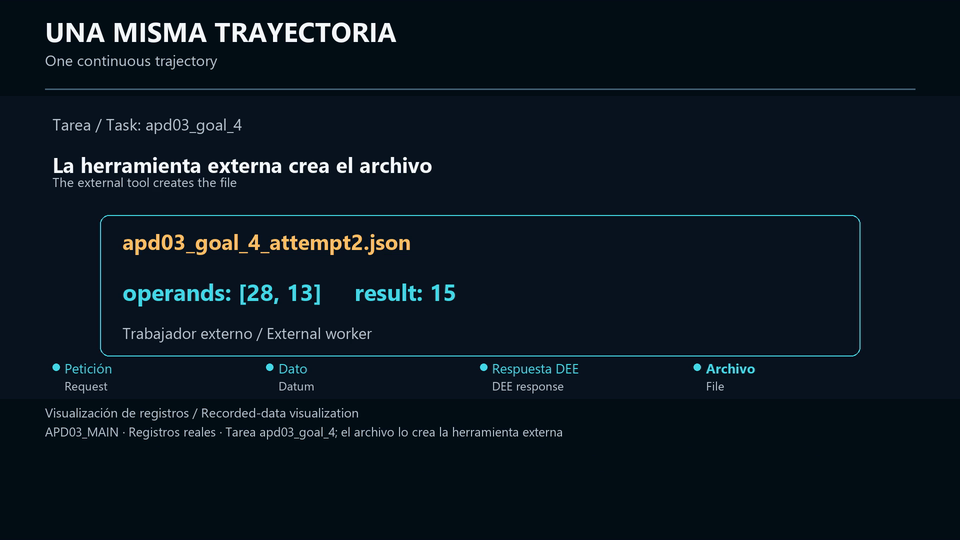 UNA MISMA TRAYECTORIA
One continuous trajectory
Tarea / Task: apd03_goal_4
La herramienta externa crea el archivo
The external tool creates the file
apd03_goal_4_attempt2.json
operands: [28, 13] result: 15
Trabajador externo / External worker
Petición Dato Respuesta DEE Archivo
Request Datum DEE response File
Visualización de registros / Recorded-data visualization
APD03_MAIN · Registros reales · Tarea apd03_goal_4; el archivo lo crea la herramienta externa